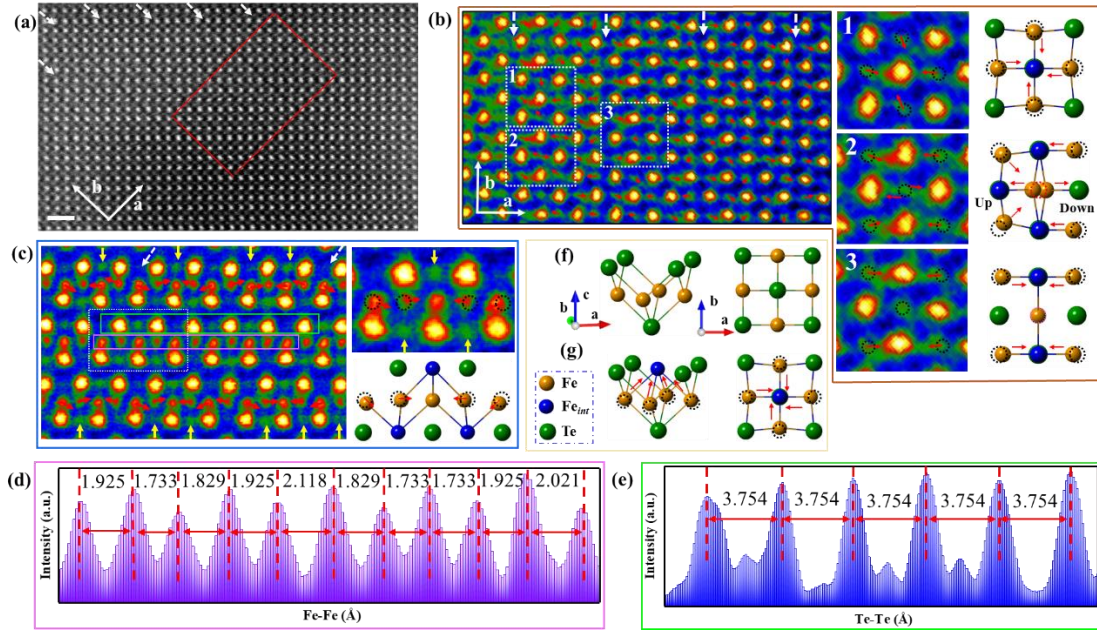 (a)
b
a
(b)
1
2
3
b
a
1
2
Up
Down
3
(c)
(f)
c
b
a
b
a
(g)
Fe
Feint
Te
(d)
1.925 1.733 1.829 1.925 2.118 1.829 1.733 1.733 1.925 2.021
Intensity (a.u.)
Fe-Fe (Å)
(e)
3.754 3.754 3.754 3.754 3.754
Intensity (a.u.)
Te-Te (Å)